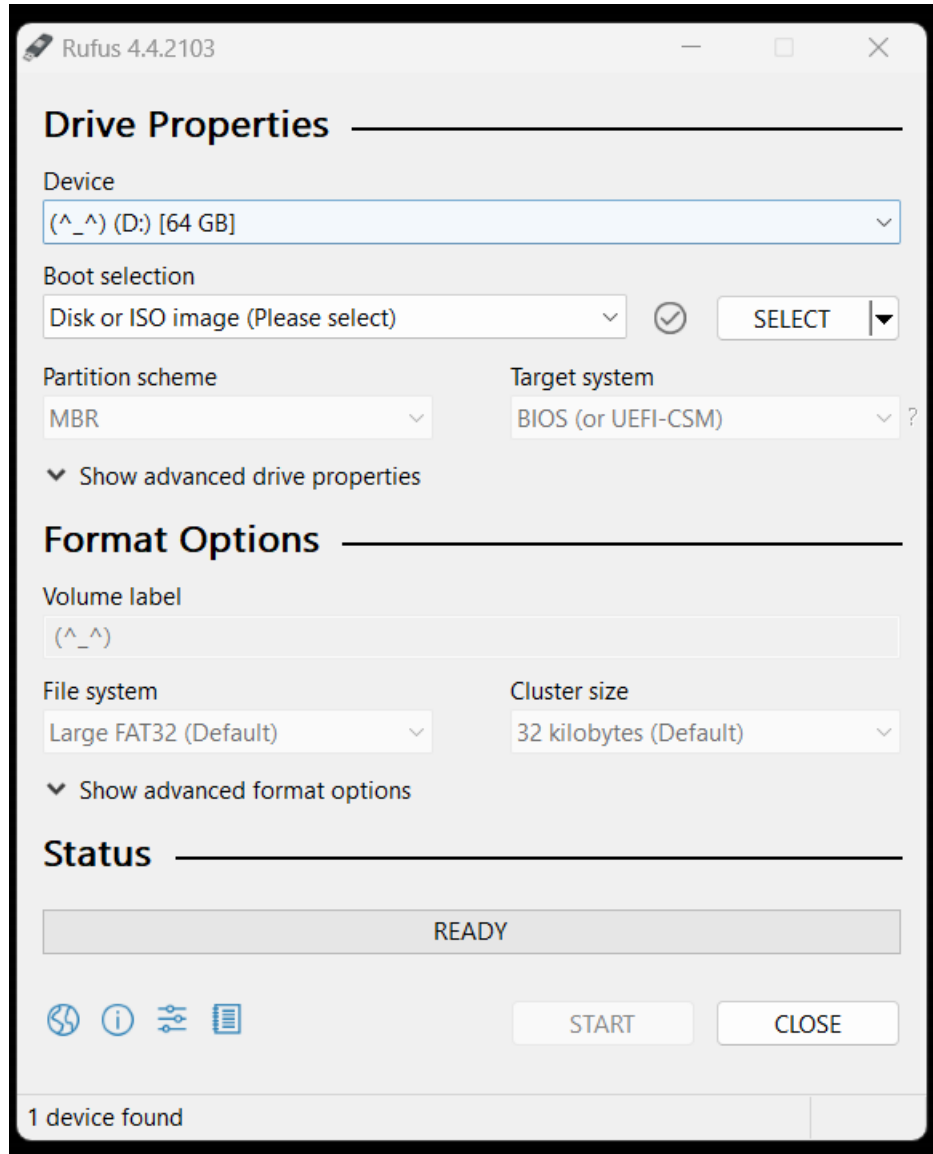 Rufus 4.4.2103
Drive Properties
Device
(^_^) (D:) [64 GB]
Boot selection
Disk or ISO image (Please select)
SELECT
Partition scheme
Target system
MBR
BIOS (or UEFI-CSM)
?
Show advanced drive properties
Format Options
Volume label
(^_^)
File system
Cluster size
Large FAT32 (Default)
32 kilobytes (Default)
Show advanced format options
Status
READY
START
CLOSE
1 device found